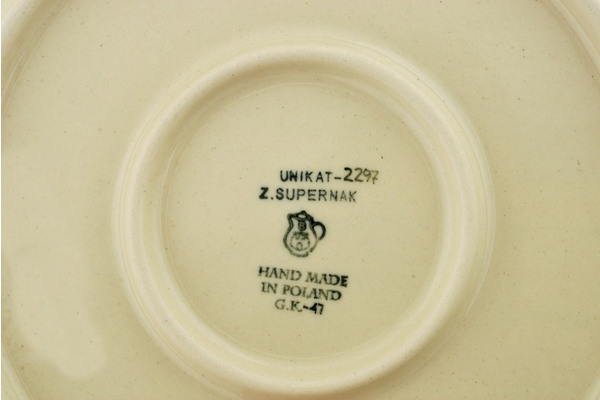 UNIKAT-2297
Z.SUPERNAK
HAND MADE
IN POLAND
G.K.-47